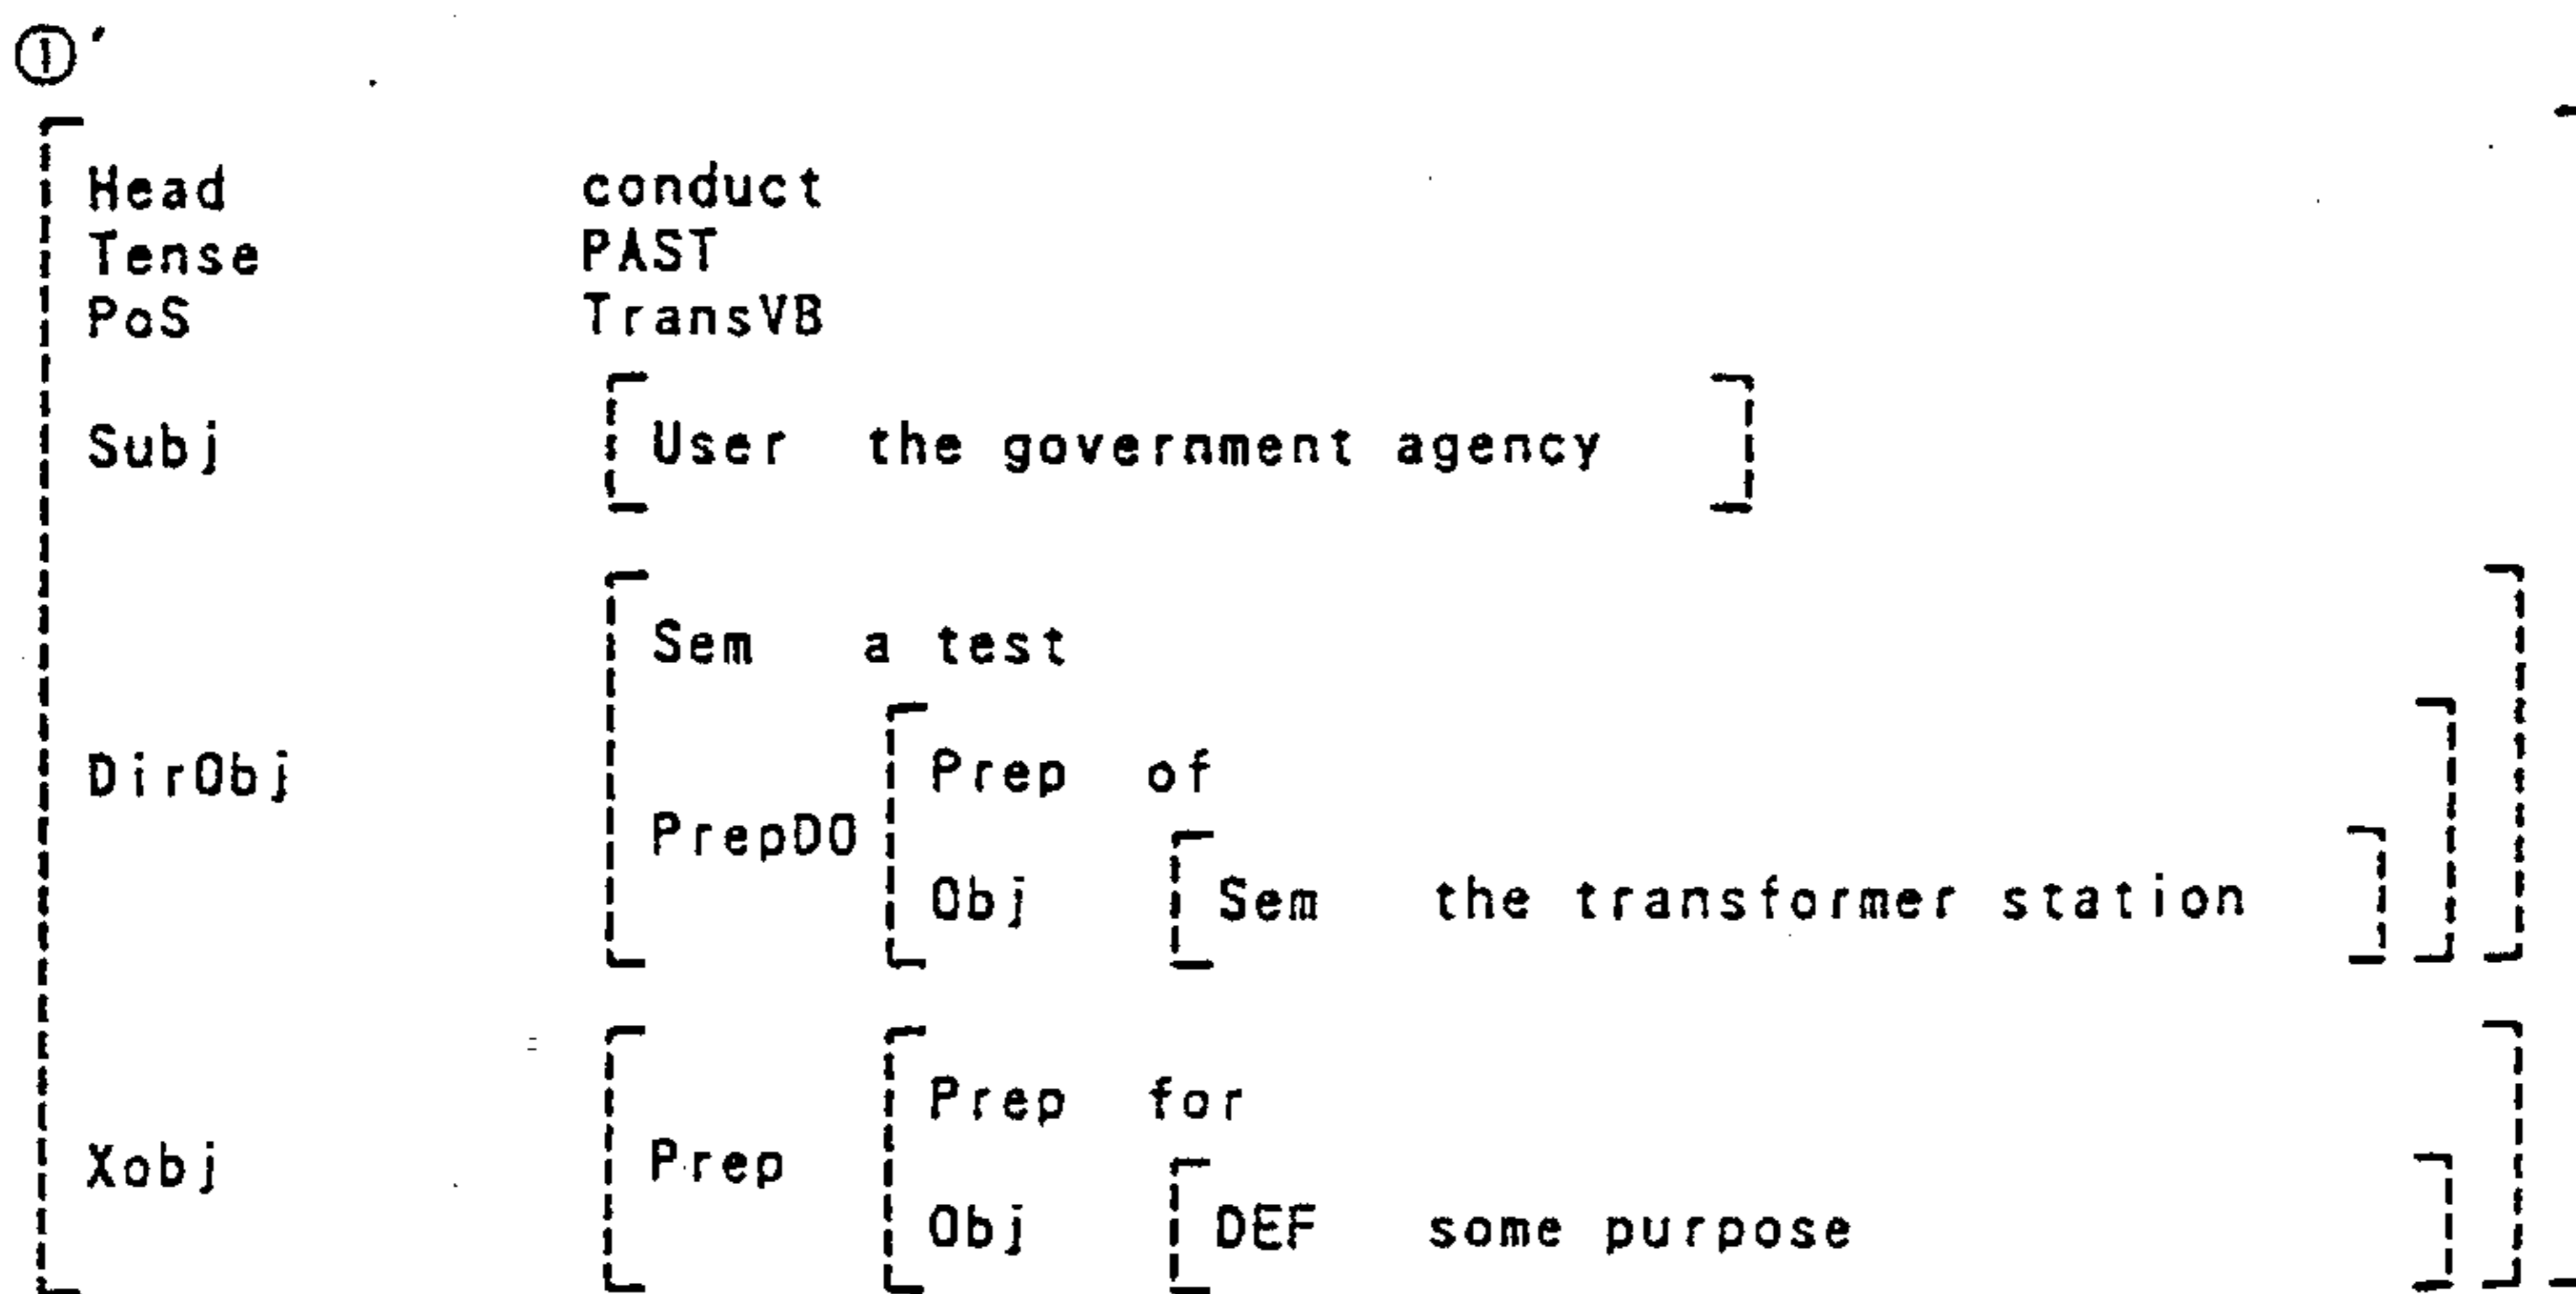 ①'
Head conduct
Tense PAST
PoS TransVB
Subj User the government agency
Sem a test
DirObj Prep of
PrepDO
Obj Sem the transformer station
Prep for
Xobj Prep
Obj DEF some purpose